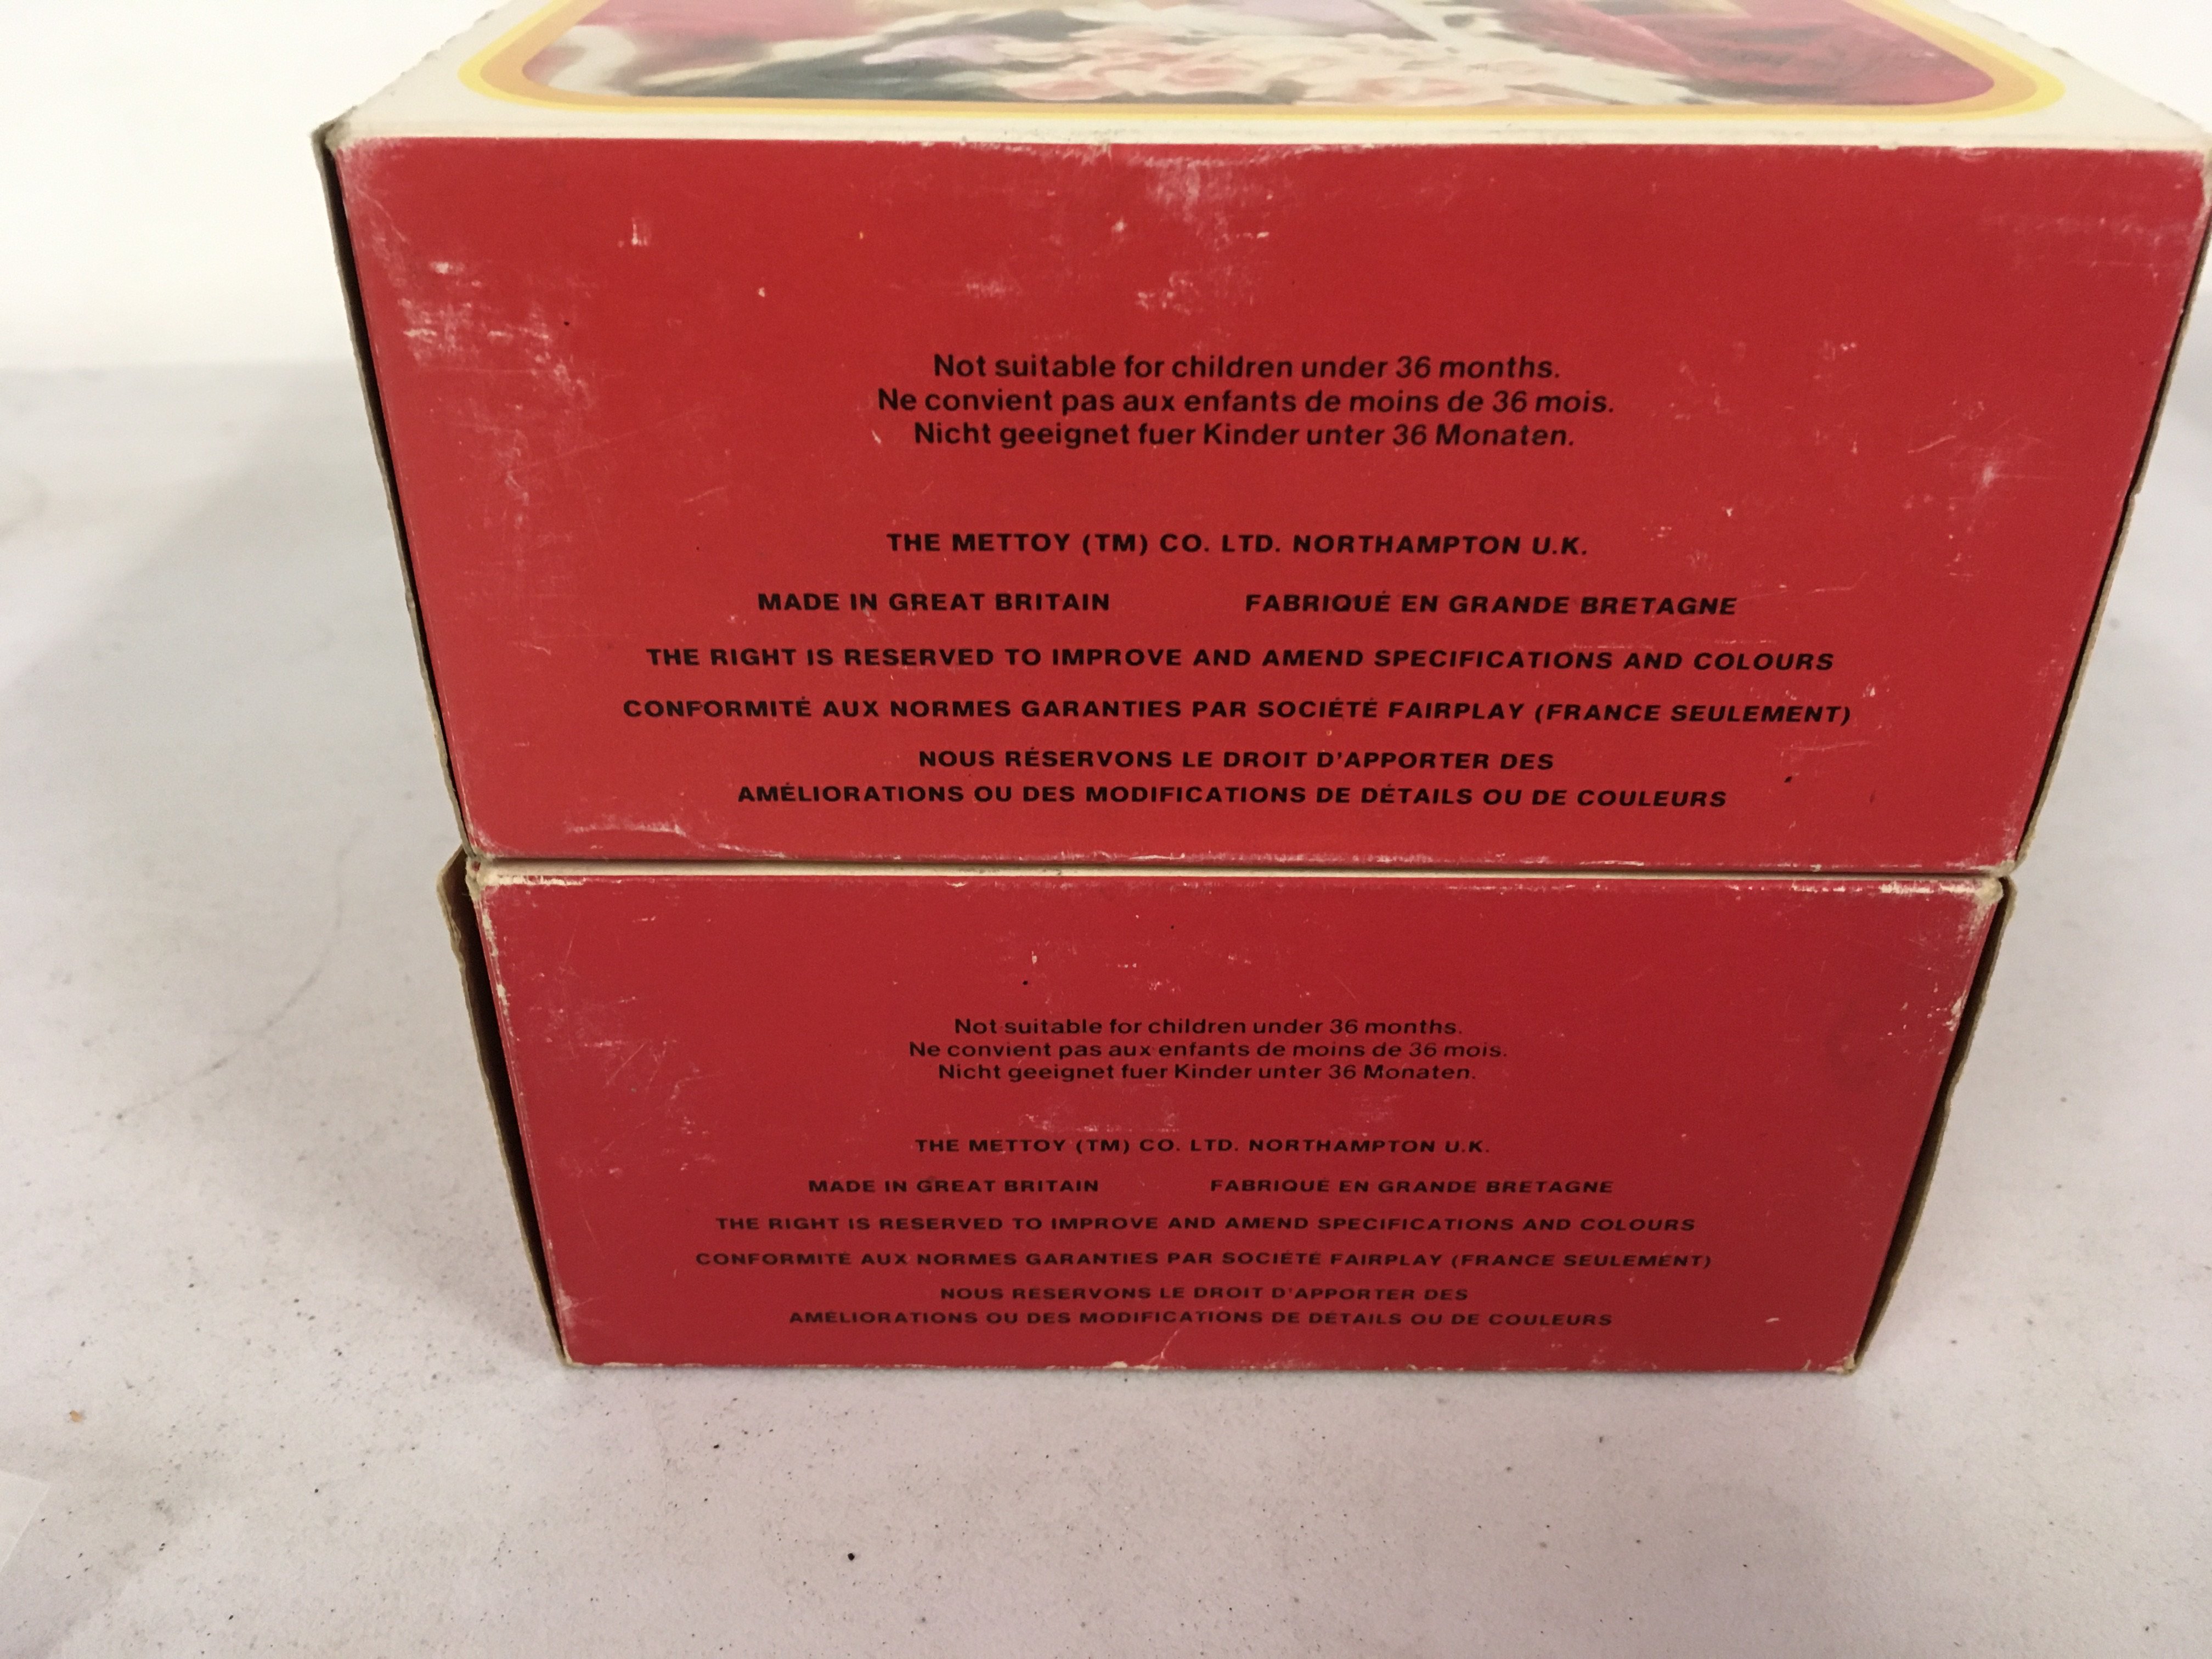 Not suitable for children under 36 months.
Ne convient pas aux enfants de moins de 36 mois.
Nicht geeignet fuer Kinder unter 36 Monaten.
THE METTOY (TM) CO. LTD. NORTHAMPTON U.K.
MADE IN GREAT BRITAIN FABRIQUÉ EN GRANDE BRETAGNE
THE RIGHT IS RESERVED TO IMPROVE AND AMEND SPECIFICATIONS AND COLOURS
CONFORMITÉ AUX NORMES GARANTIES PAR SOCIÉTÉ FAIRPLAY (FRANCE SEULEMENT)
NOUS RÉSERVONS LE DROIT D'APPORTER DES
AMÉLIORATIONS OU DES MODIFICATIONS DE DÉTAILS OU DE COULEURS
Not suitable for children under 36 months.
Ne convient pas aux enfants de moins de 36 mois.
Nicht geeignet fuer Kinder unter 36 Monaten.
THE METTOY (TM) CO. LTD. NORTHAMPTON U.K.
MADE IN GREAT BRITAIN FABRIQUÉ EN GRANDE BRETAGNE
THE RIGHT IS RESERVED TO IMPROVE AND AMEND SPECIFICATIONS AND COLOURS
CONFORMITÉ AUX NORMES GARANTIES PAR SOCIÉTÉ FAIRPLAY (FRANCE SEULEMENT)
NOUS RÉSERVONS LE DROIT D'APPORTER DES
AMÉLIORATIONS OU DES MODIFICATIONS DE DÉTAILS OU DE COULEURS